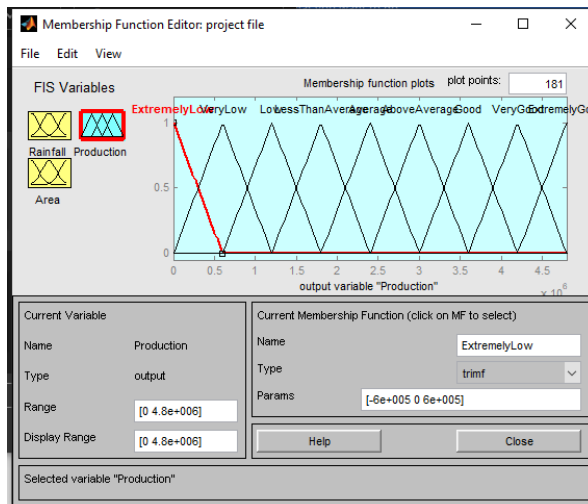 Membership Function Editor: project file
File Edit View
FIS Variables
Membership function plots plot points: 181
Rainfall Production
Area
ExtremelyLow VeryLow Low LessThanAverage Average AboveAverage Good VeryGood ExtremelyGo
1
0.5
0
0 0.5 1 1.5 2 2.5 3 3.5 4 4.5
output variable "Production"
× 10^6
Current Variable
Name Production
Type output
Range [0 4.8e+006]
Display Range [0 4.8e+006]
Current Membership Function (click on MF to select)
Name ExtremelyLow
Type trimf
Params [-6e+005 0 6e+005]
Help Close
Selected variable "Production"